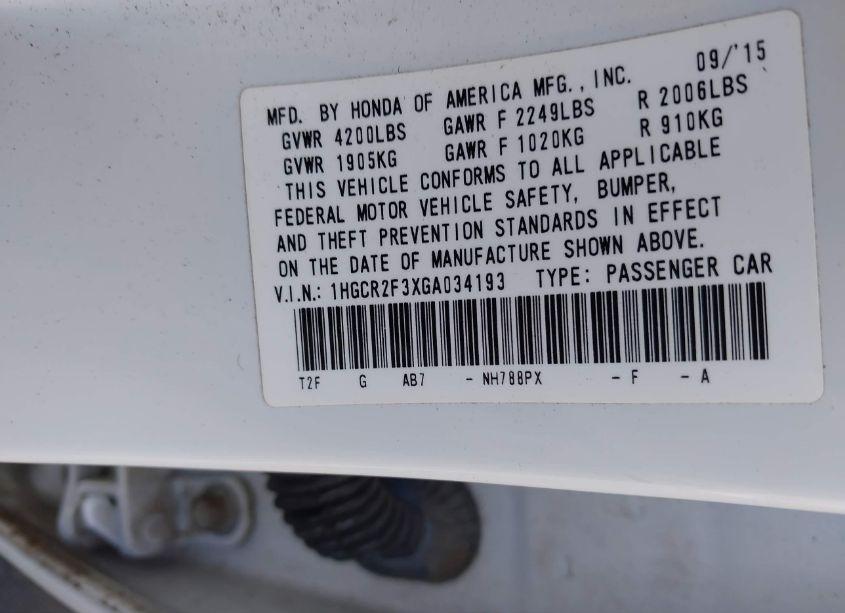 09/'15
MFD. BY HONDA OF AMERICA MFG., INC.
GVWR 4200LBS GAWR F 2249LBS R 2006LBS
GVWR 1905KG GAWR F 1020KG R 910KG
THIS VEHICLE CONFORMS TO ALL APPLICABLE
FEDERAL MOTOR VEHICLE SAFETY, BUMPER,
AND THEFT PREVENTION STANDARDS IN EFFECT
ON THE DATE OF MANUFACTURE SHOWN ABOVE.
V.I.N.: 1HGCR2F3XGA034193 TYPE: PASSENGER CAR
T2F G AB7 - NH788PX - F - A